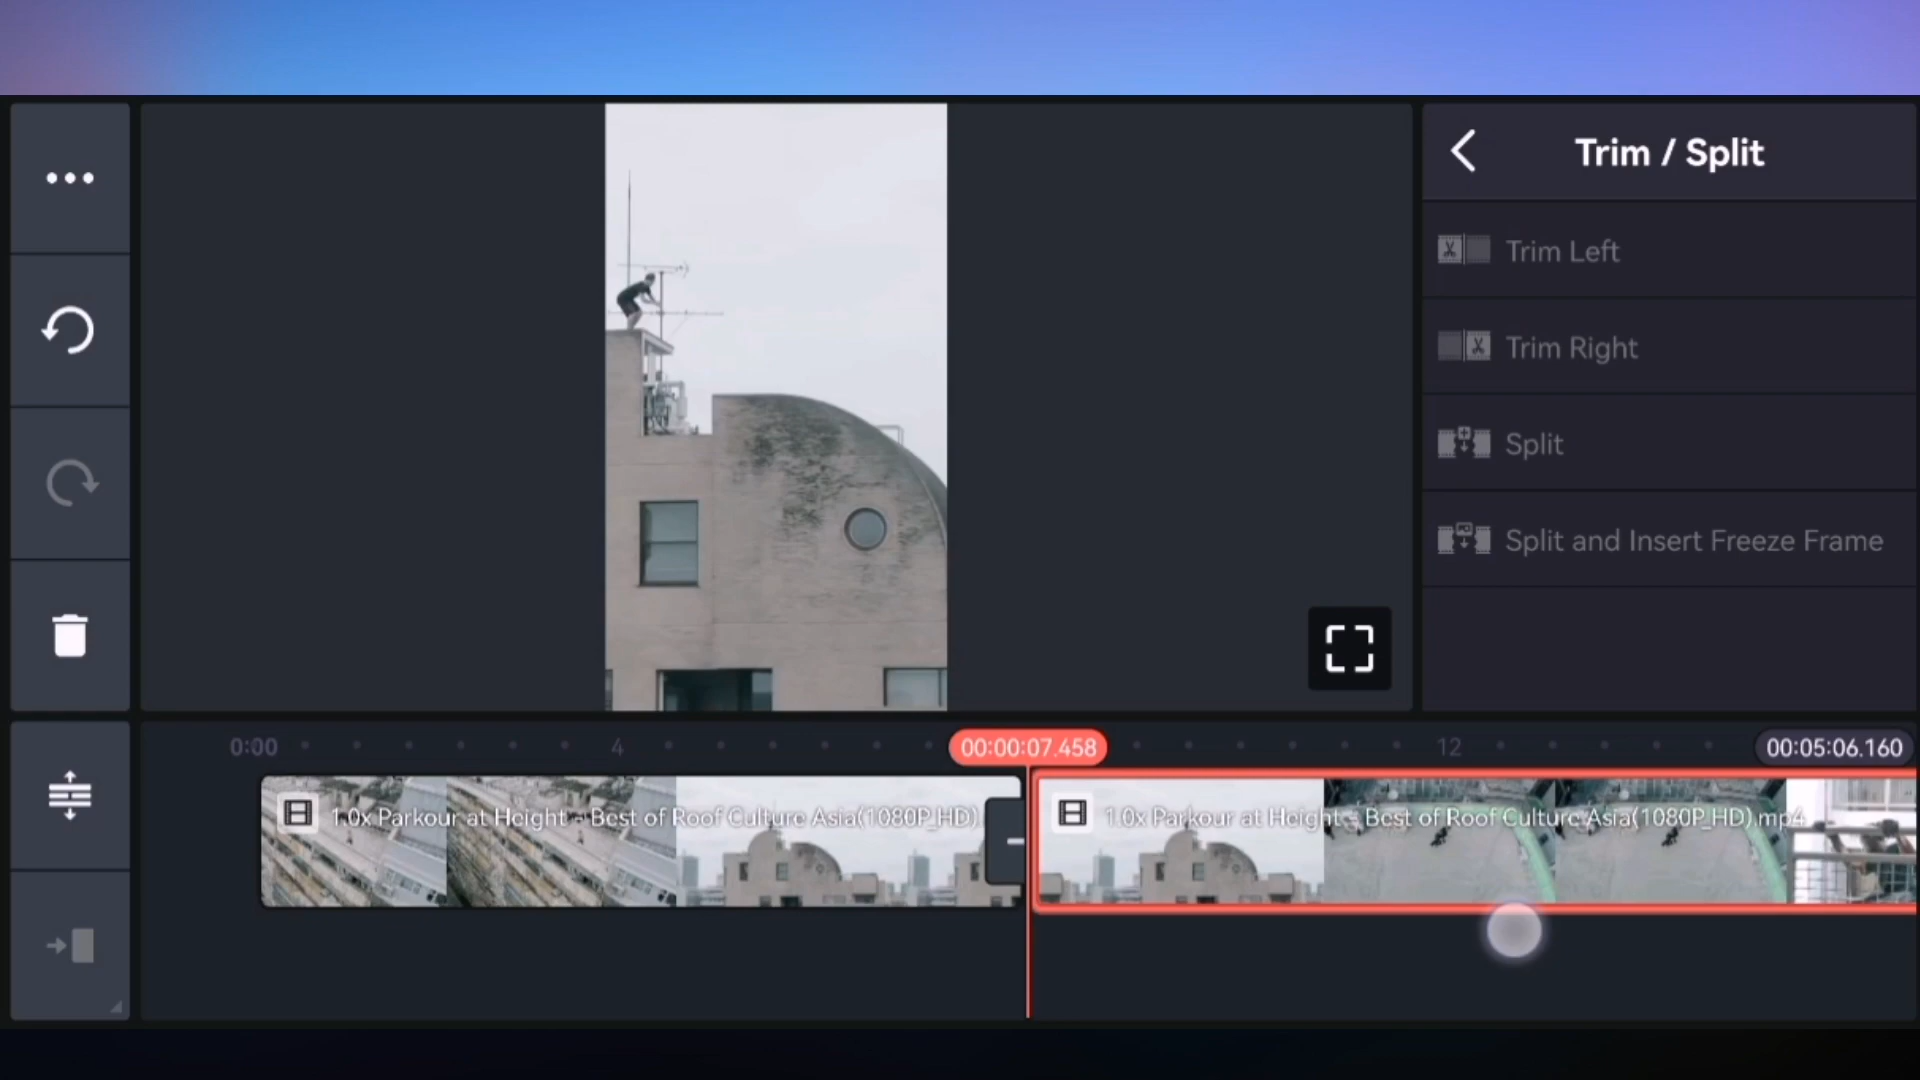 Trim / Split
Trim Left
Trim Right
Split
Split and Insert Freeze Frame
0:00
4
00:00:07.458
12
00:05:06.160
1.0x Parkour at Height - Best of Roof Culture Asia(1080P_HD)
1.0x Parkour at Height - Best of Roof Culture Asia(1080P_HD).mp4